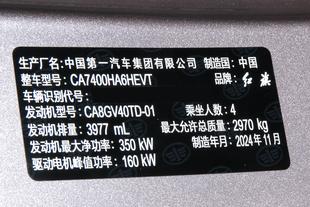 生产厂名：中国第一汽车集团有限公司 制造国：中国
整车型号：CA7400HA6HEVT 品牌：红旗
车辆识别代号：
发动机型号：CA8GV40TD-01 乘坐人数：4
发动机排量：3977 mL 最大允许总质量：2970 kg
发动机最大净功率：350 kW 制造年月：2024年11月
驱动电机峰值功率：160 kW